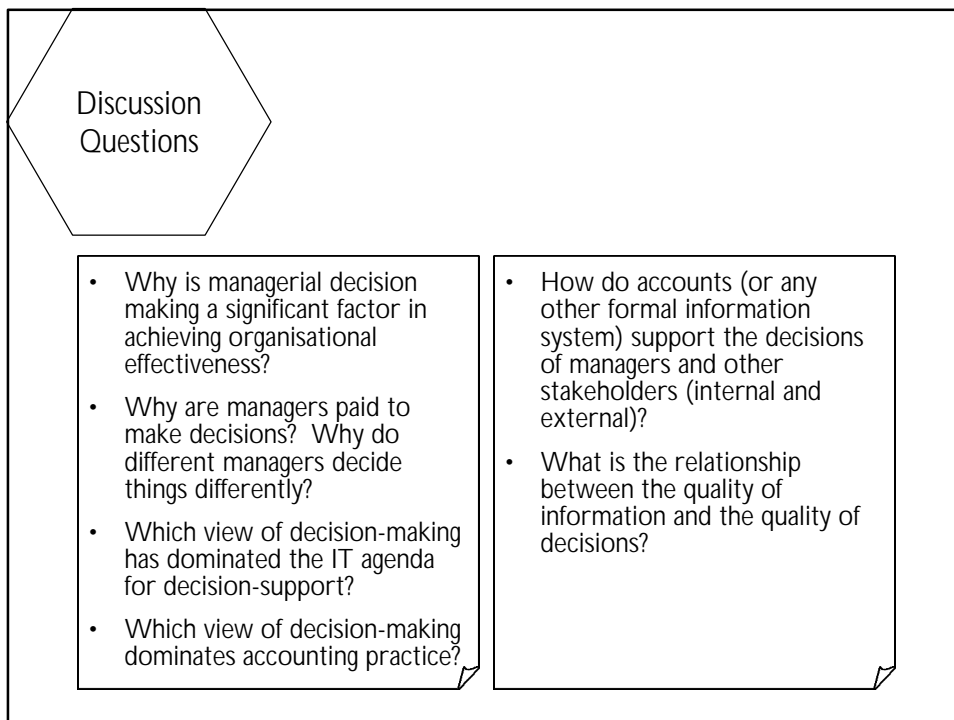 Discussion
Questions
• Why is managerial decision
making a significant factor in
achieving organisational
effectiveness?
• Why are managers paid to
make decisions?  Why do
different managers decide
things differently?
• Which view of decision-making
has dominated the IT agenda
for decision-support?
• Which view of decision-making
dominates accounting practice?
• How do accounts (or any
other formal information
system) support the decisions
of managers and other
stakeholders (internal and
external)?
• What is the relationship
between the quality of
information and the quality of
decisions?